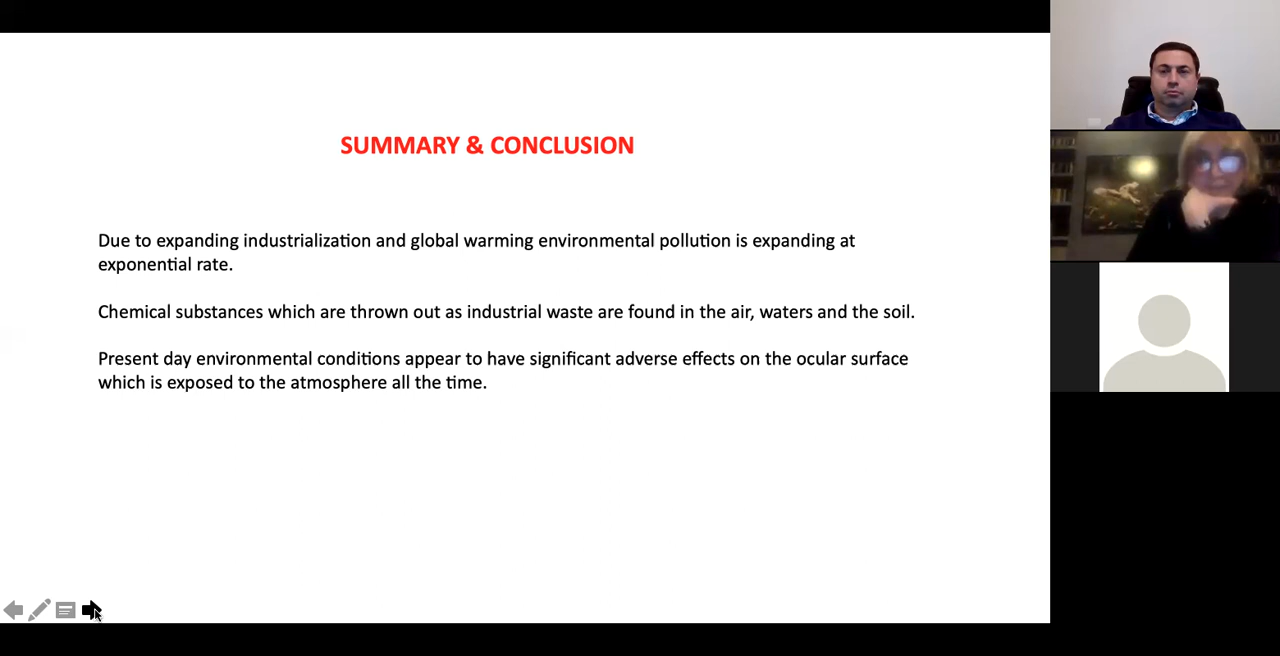 SUMMARY & CONCLUSION
Due to expanding industrialization and global warming environmental pollution is expanding at
exponential rate.
Chemical substances which are thrown out as industrial waste are found in the air, waters and the soil.
Present day environmental conditions appear to have significant adverse effects on the ocular surface
which is exposed to the atmosphere all the time.